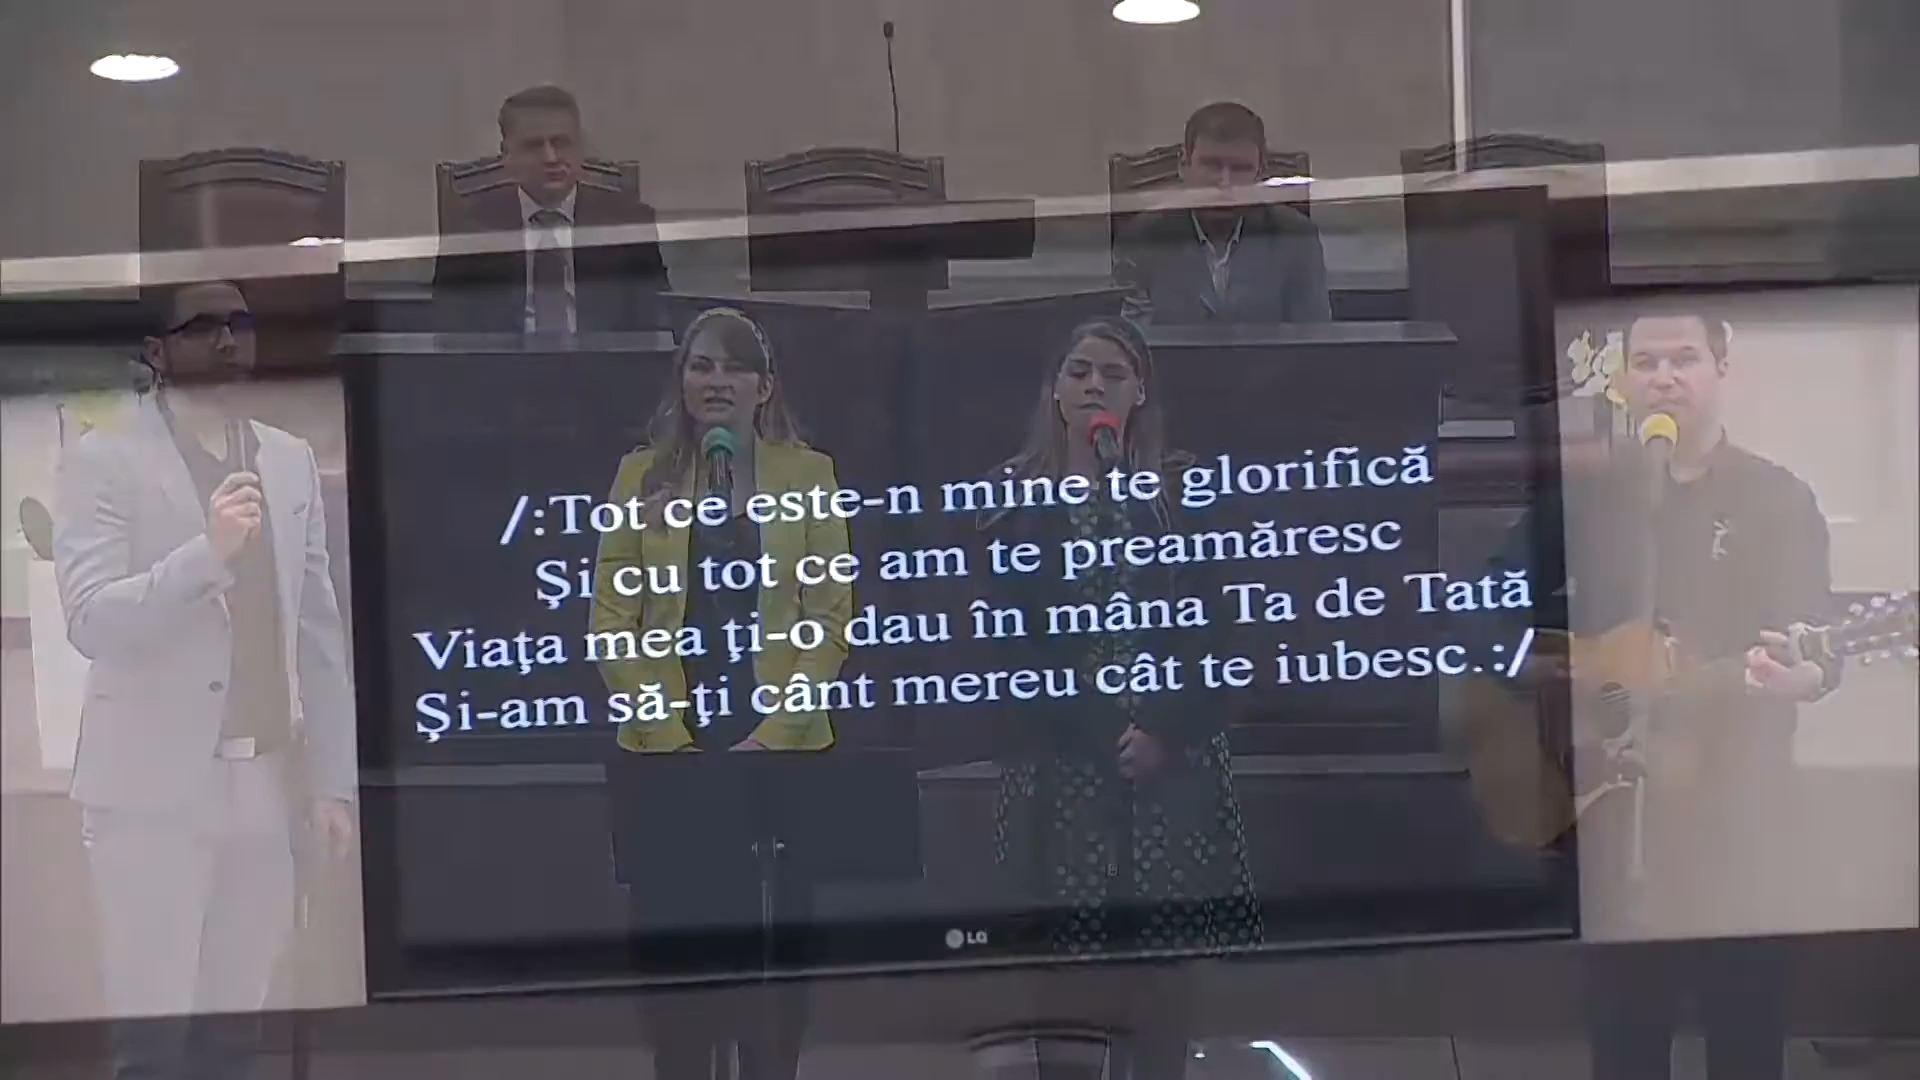 /:Tot ce este-n mine te glorifică
Şi cu tot ce am te preamăresc
Viaţa mea ţi-o dau în mâna Ta de Tată
Şi-am să-ţi cânt mereu cât te iubesc.:/
LG